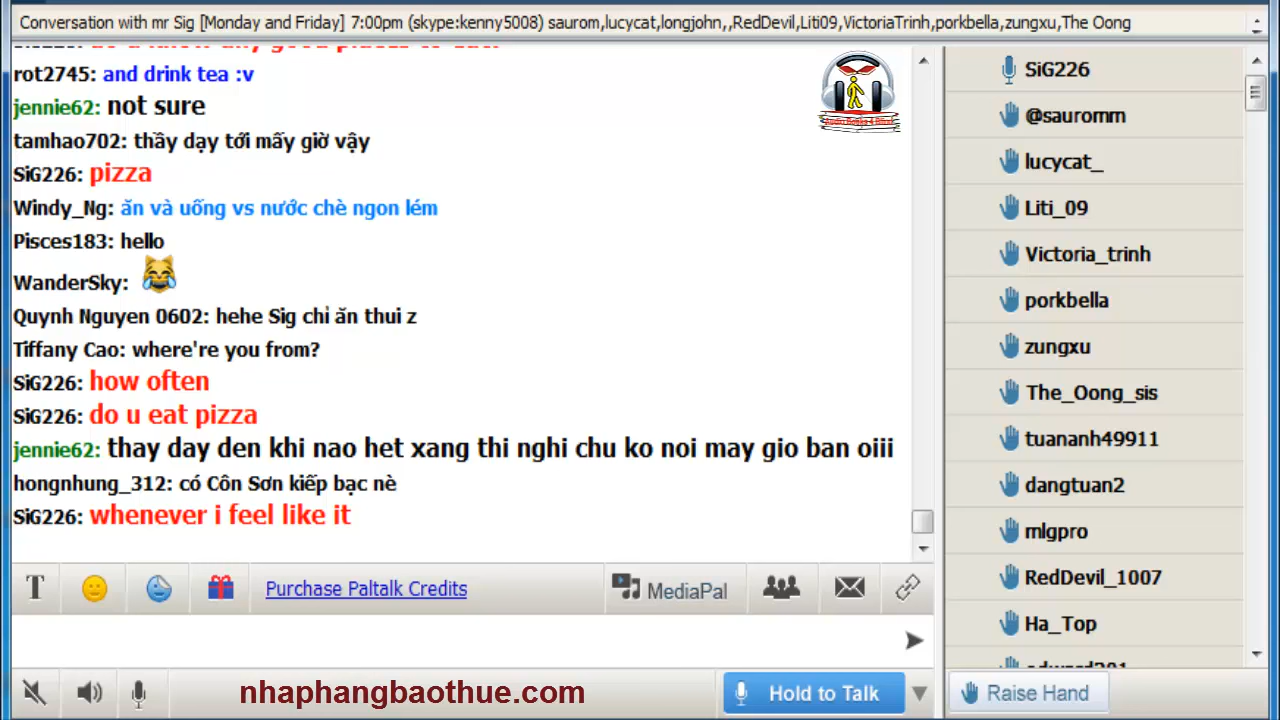 Conversation with mr Sig [Monday and Friday] 7:00pm (skype:kenny5008) saurom,lucycat,longjohn,,RedDevil,Liti09,VictoriaTrinh,porkbella,zungxu,The Oong
rot2745: and drink tea :v
jennie62: not sure
tamhao702: thầy dạy tới mấy giờ vậy
SiG226: pizza
Windy_Ng: ăn và uống vs nước chè ngon lém
Pisces183: hello
WanderSky:
Quynh Nguyen 0602: hehe Sig chỉ ăn thui z
Tiffany Cao: where're you from?
SiG226: how often
SiG226: do u eat pizza
jennie62: thay day den khi nao het xang thi nghi chu ko noi may gio ban oiii
hongnhung_312: có Côn Sơn kiếp bạc nè
SiG226: whenever i feel like it
T
Purchase Paltalk Credits
MediaPal
nhaphangbaothue.com
Hold to Talk
SiG226
@sauromm
lucycat_
Liti_09
Victoria_trinh
porkbella
zungxu
The_Oong_sis
tuananh49911
dangtuan2
mlgpro
RedDevil_1007
Ha_Top
Raise Hand